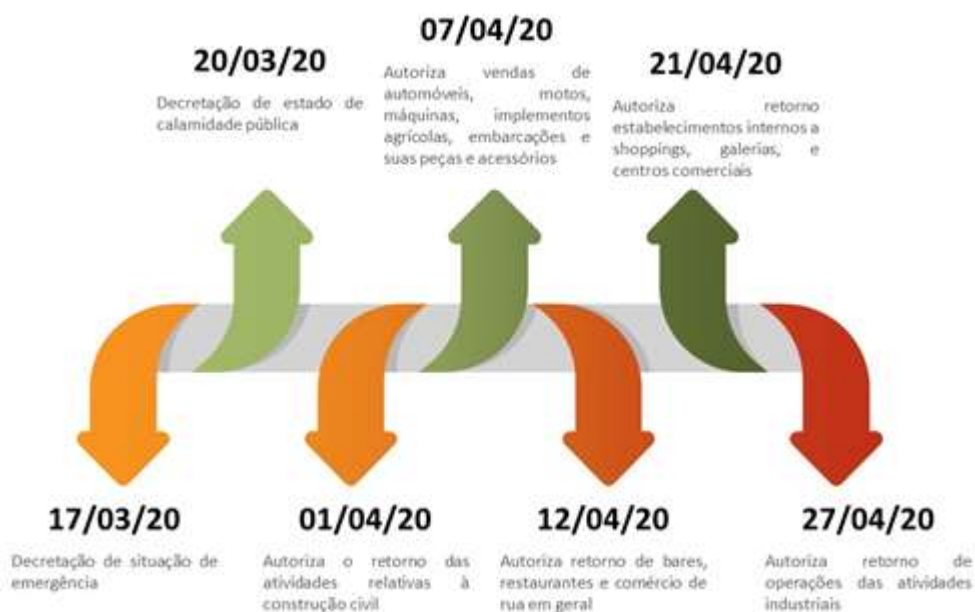 20/03/20
Decretação de estado de
calamidade pública
07/04/20
Autoriza vendas de
automóveis, motos,
máquinas, implementos
agrícolas, embarcações e
suas peças e acessórios
21/04/20
Autoriza retorno
estabelecimentos internos a
shoppings, galerias, e
centros comerciais
17/03/20
Decretação de situação de
emergência
01/04/20
Autoriza o retorno das
atividades relativas à
construção civil
12/04/20
Autoriza retorno de bares,
restaurantes e comércio de
rua em geral
27/04/20
Autoriza retorno de
operações das atividades
industriais